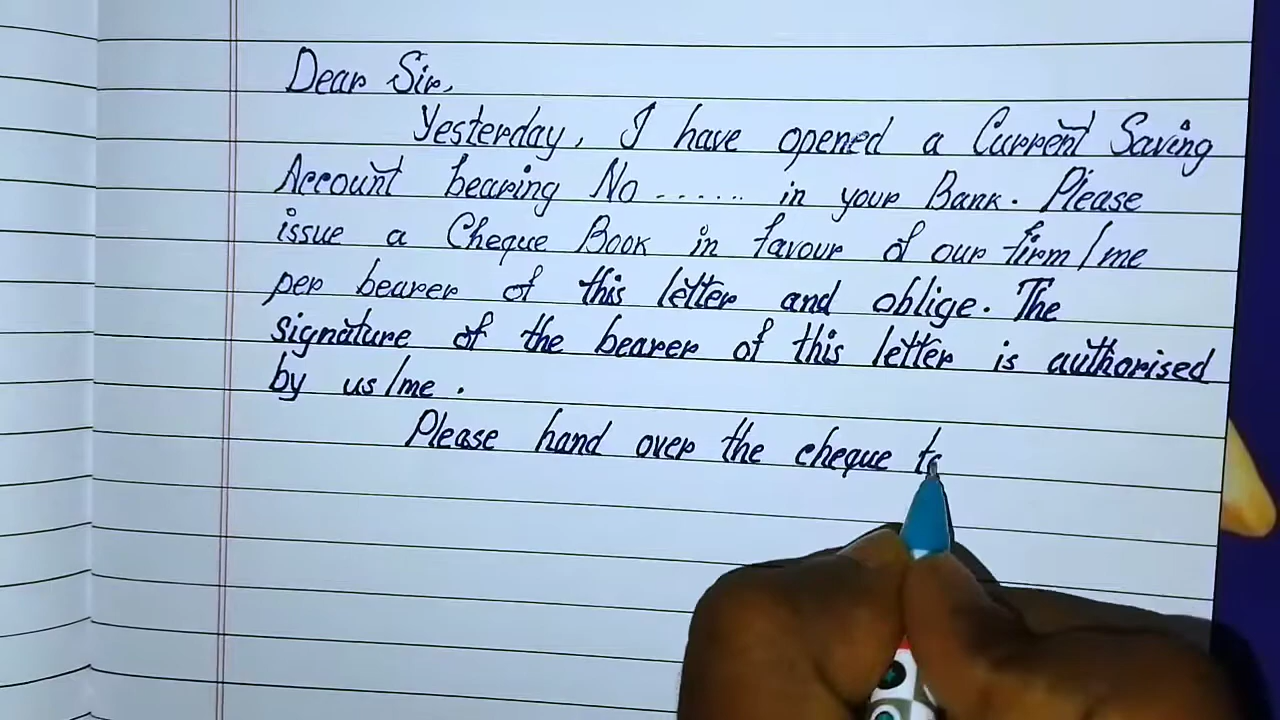 Dear Sir,
Yesterday, I have opened a Current Saving
Account bearing No ...... in your Bank. Please
issue a Cheque Book in favour of our firm/me
per bearer of this letter and oblige. The
signature of the bearer of this letter is authorised
by us/me.
Please hand over the cheque to